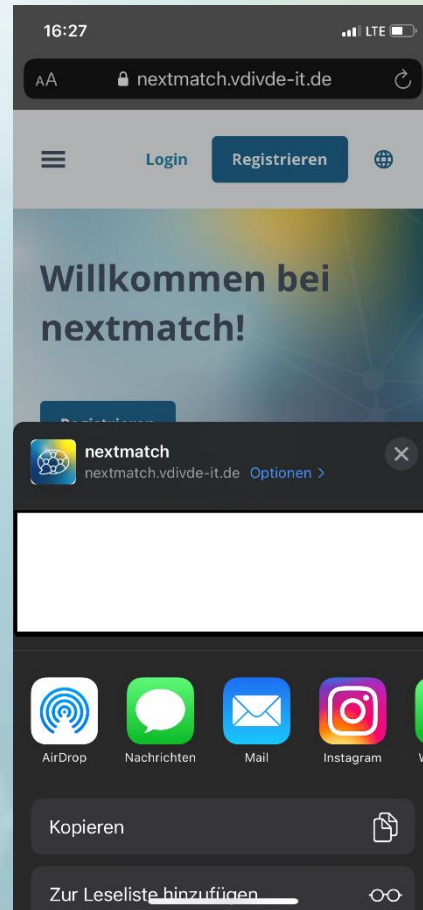 16:27
LTE
AA nextmatch.vdivde-it.de
Login Registrieren
Willkommen bei
nextmatch!
Registrieren
nextmatch
nextmatch.vdivde-it.de Optionen >
AirDrop Nachrichten Mail Instagram
Kopieren
Zur Leseliste hinzufügen